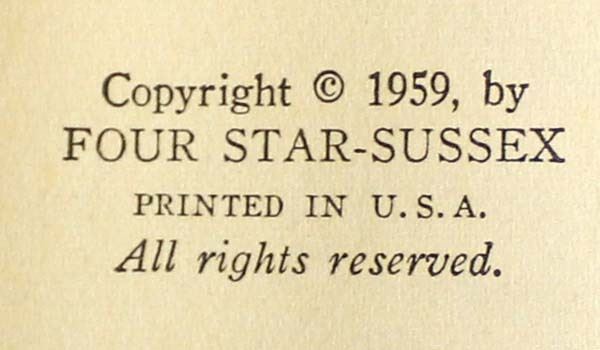 Copyright © 1959, by
FOUR STAR-SUSSEX
PRINTED IN U. S. A.
All rights reserved.